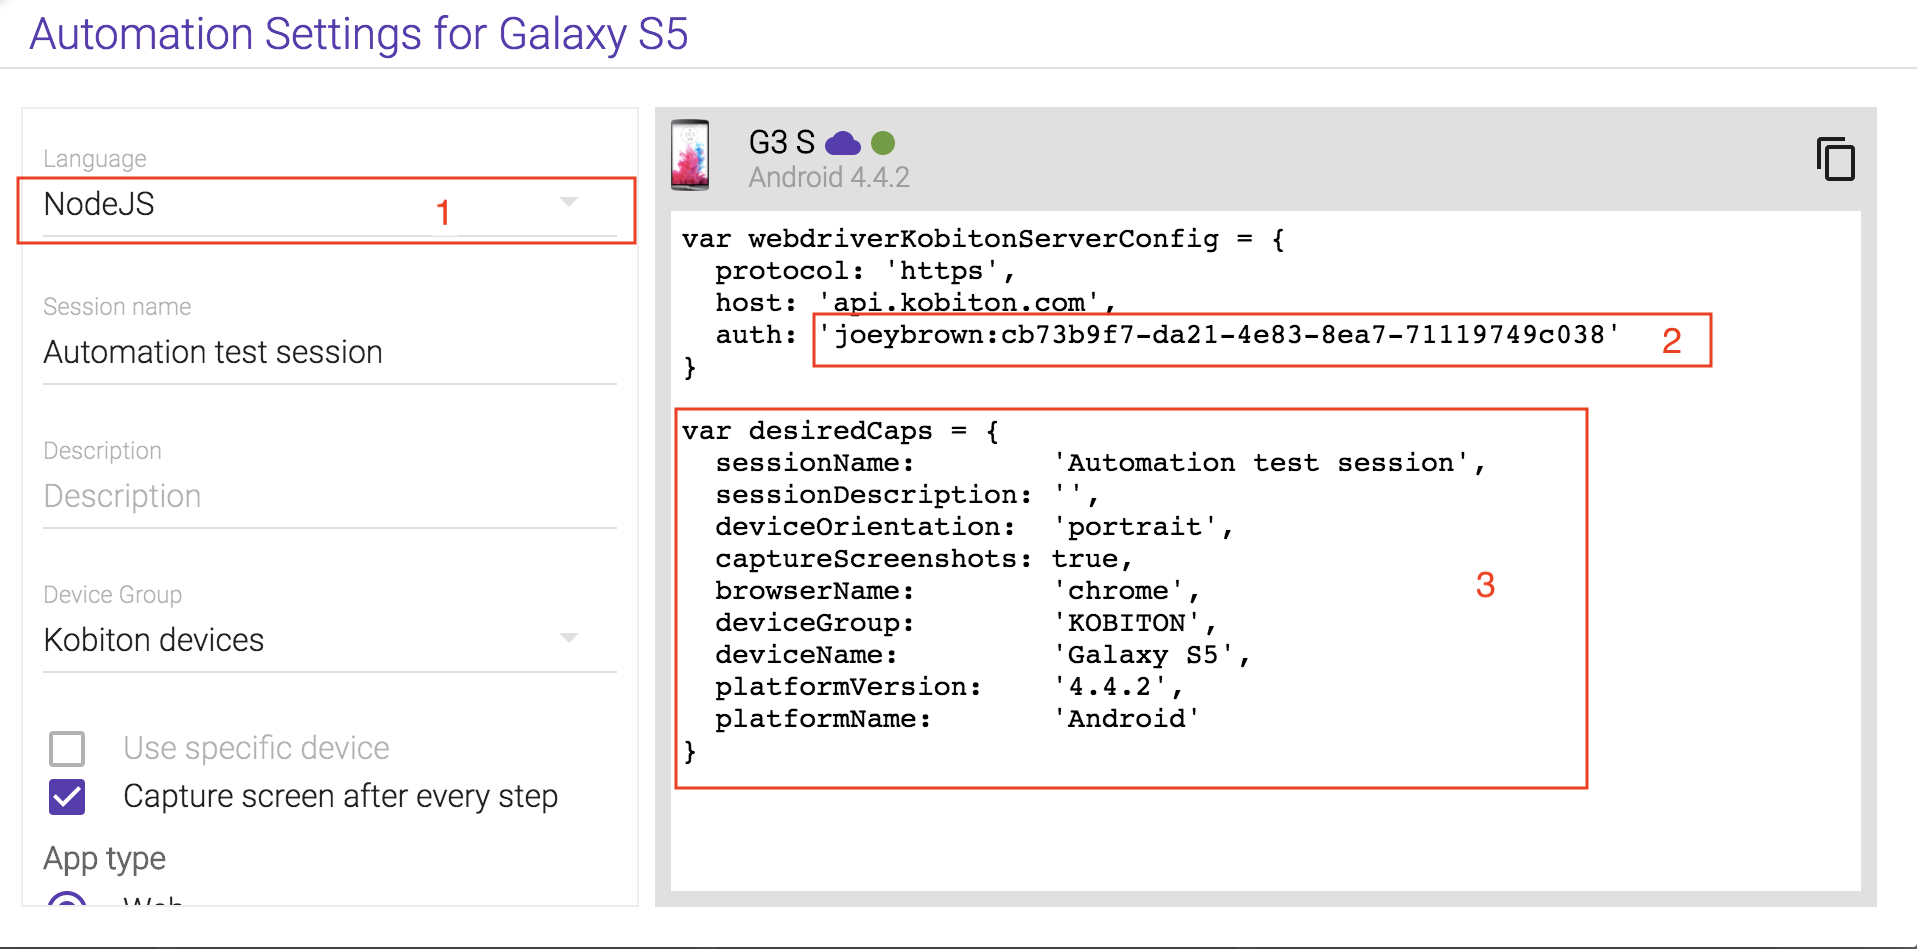 Automation Settings for Galaxy S5
Language
NodeJS
1
Session name
Automation test session
Description
Description
Device Group
Kobiton devices
Use specific device
Capture screen after every step
App type
Web
G3 S
Android 4.4.2
var webdriverKobitonServerConfig = {
  protocol: 'https',
  host: 'api.kobiton.com',
  auth: 'joeybrown:cb73b9f7-da21-4e83-8ea7-71119749c038'
2
}
var desiredCaps = {
  sessionName:        'Automation test session',
  sessionDescription: '',
  deviceOrientation:  'portrait',
  captureScreenshots: true,
  browserName:        'chrome',
  deviceGroup:        'KOBITON',
  deviceName:         'Galaxy S5',
  platformVersion:    '4.4.2',
  platformName:       'Android'
}
3